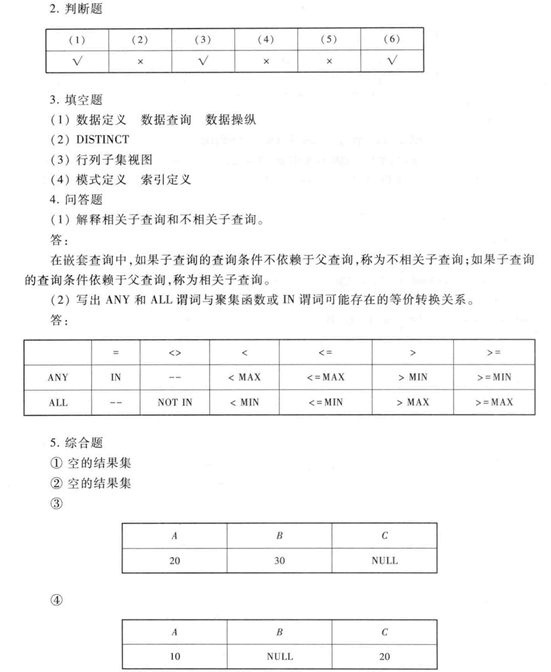 2. 判断题
(1) (2) (3) (4) (5) (6)
√ × √ × × √
3. 填空题
(1) 数据定义 数据查询 数据操纵
(2) DISTINCT
(3) 行列子集视图
(4) 模式定义 索引定义
4. 问答题
(1) 解释相关子查询和不相关子查询。
答:
在嵌套查询中,如果子查询的查询条件不依赖于父查询,称为不相关子查询;如果子查询
的查询条件依赖于父查询,称为相关子查询。
(2) 写出 ANY 和 ALL 谓词与聚集函数或 IN 谓词可能存在的等价转换关系。
答:
= <> < <= > >=
ANY IN -- < MAX <=MAX > MIN >=MIN
ALL -- NOT IN < MIN <=MIN > MAX >=MAX
5. 综合题
① 空的结果集
② 空的结果集
③
A B C
20 30 NULL
④
A B C
10 NULL 20